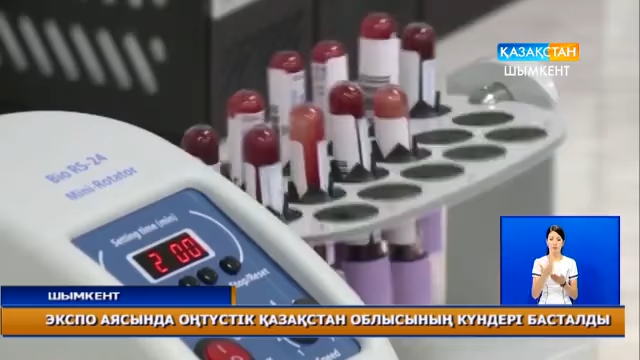 ҚАЗАҚСТАН
ШЫМКЕНТ
Bio RS-24
Mini-Rotator
Setting time (min)
2 00
Stop/Reset
ШЫМКЕНТ
ЭКСПО АЯСЫНДА ОҢТҮСТІК ҚАЗАҚСТАН ОБЛЫСЫНЫҢ КҮНДЕРІ БАСТАЛДЫ